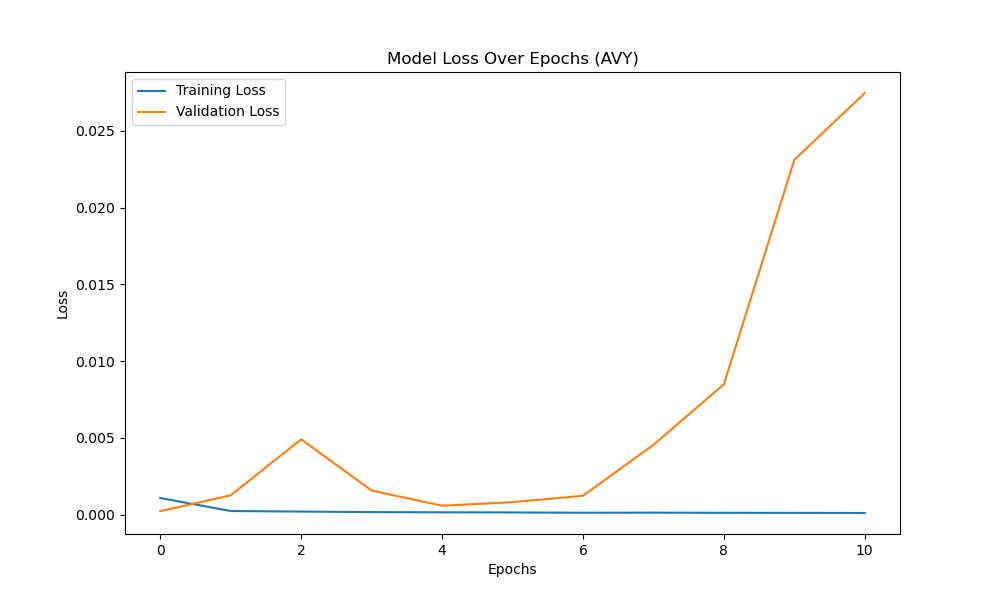 Model Loss Over Epochs (AVY)
Training Loss
Validation Loss
0.025
0.020
0.015
0.010
0.005
0.000
Loss
0 2 4 6 8 10
Epochs